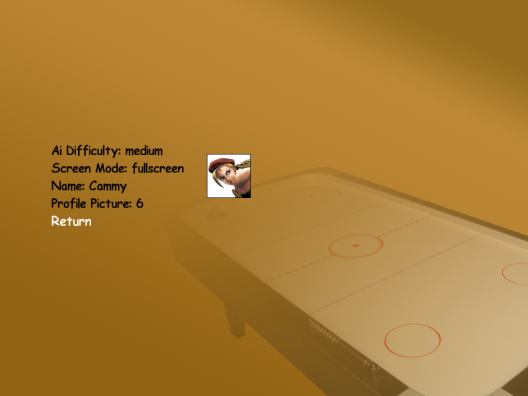 Ai Difficulty: medium
Screen Mode: fullscreen
Name: Cammy
Profile Picture: 6
Return